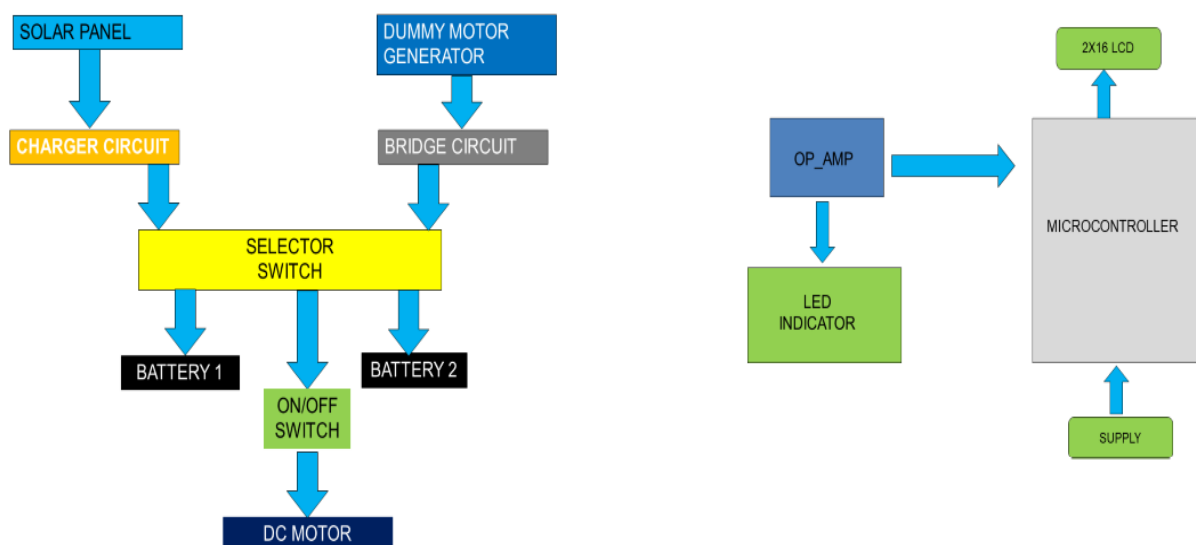 SOLAR PANEL
DUMMY MOTOR
GENERATOR
CHARGER CIRCUIT
BRIDGE CIRCUIT
SELECTOR
SWITCH
BATTERY 1
BATTERY 2
ON/OFF
SWITCH
DC MOTOR
2X16 LCD
OP_AMP
MICROCONTROLLER
LED
INDICATOR
SUPPLY